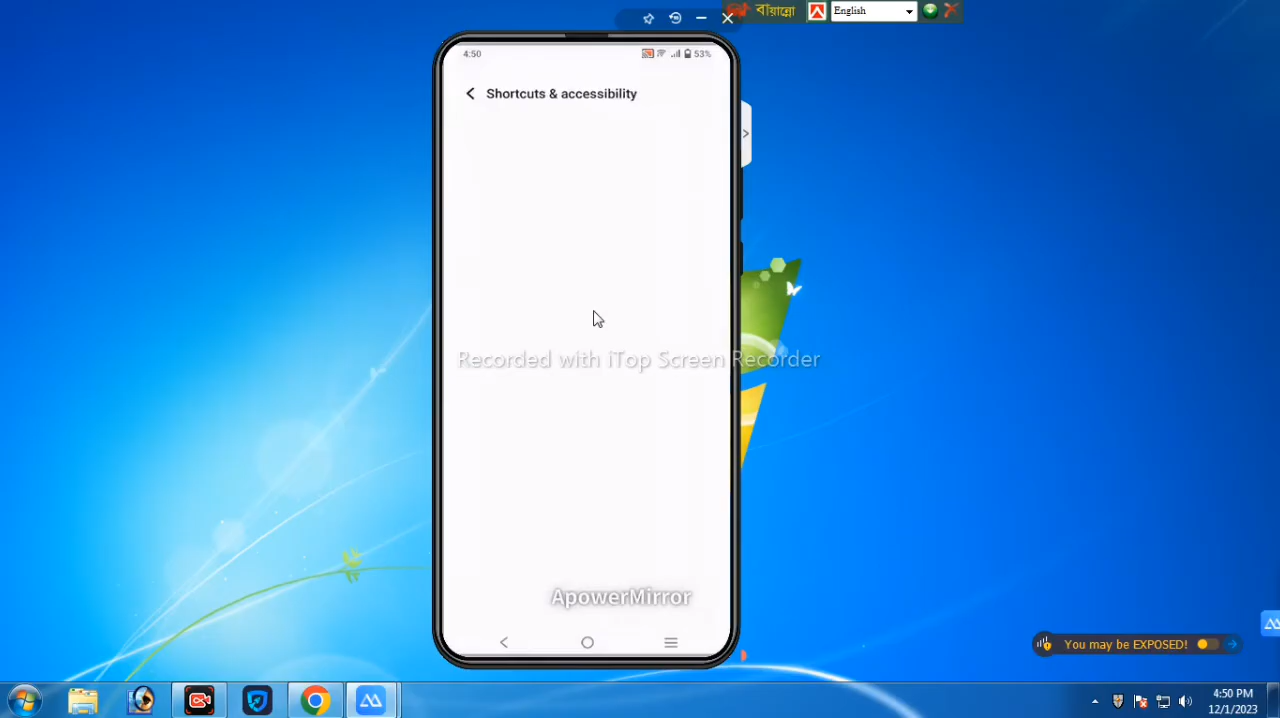 বায়ান্নো
English
4:50
53%
Shortcuts & accessibility
Recorded with iTop Screen Recorder
ApowerMirror
You may be EXPOSED!
4:50 PM
12/1/2023